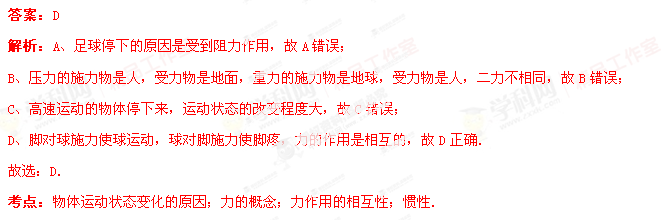 答案：D
解析：A、足球停下的原因是受到阻力作用，故 A 错误；
B、压力的施力物是人，受力物是地面，重力的施力物是地球，受力物是人，二力不相同，故 B 错误；
C、高速运动的物体停下来，运动状态的改变程度大，故 C 错误；
D、脚对球施力使球运动，球对脚施力使脚疼，力的作用是相互的，故 D 正确．
故选：D．
考点：物体运动状态变化的原因；力的概念；力作用的相互性；惯性．